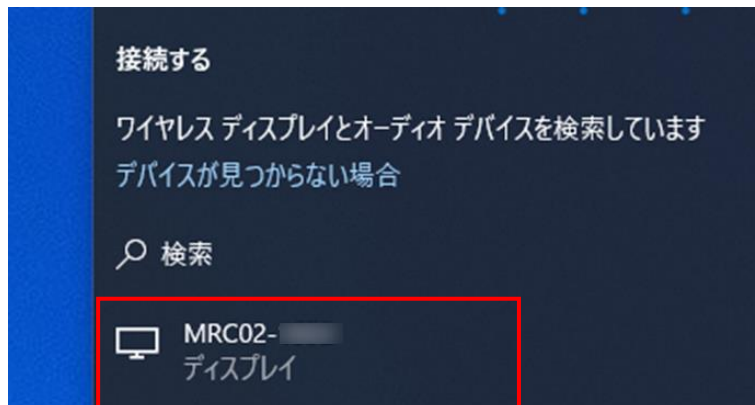 接続する
ワイヤレス ディスプレイとオーディオ デバイスを検索しています
デバイスが見つからない場合
検索
MRC02-
ディスプレイ